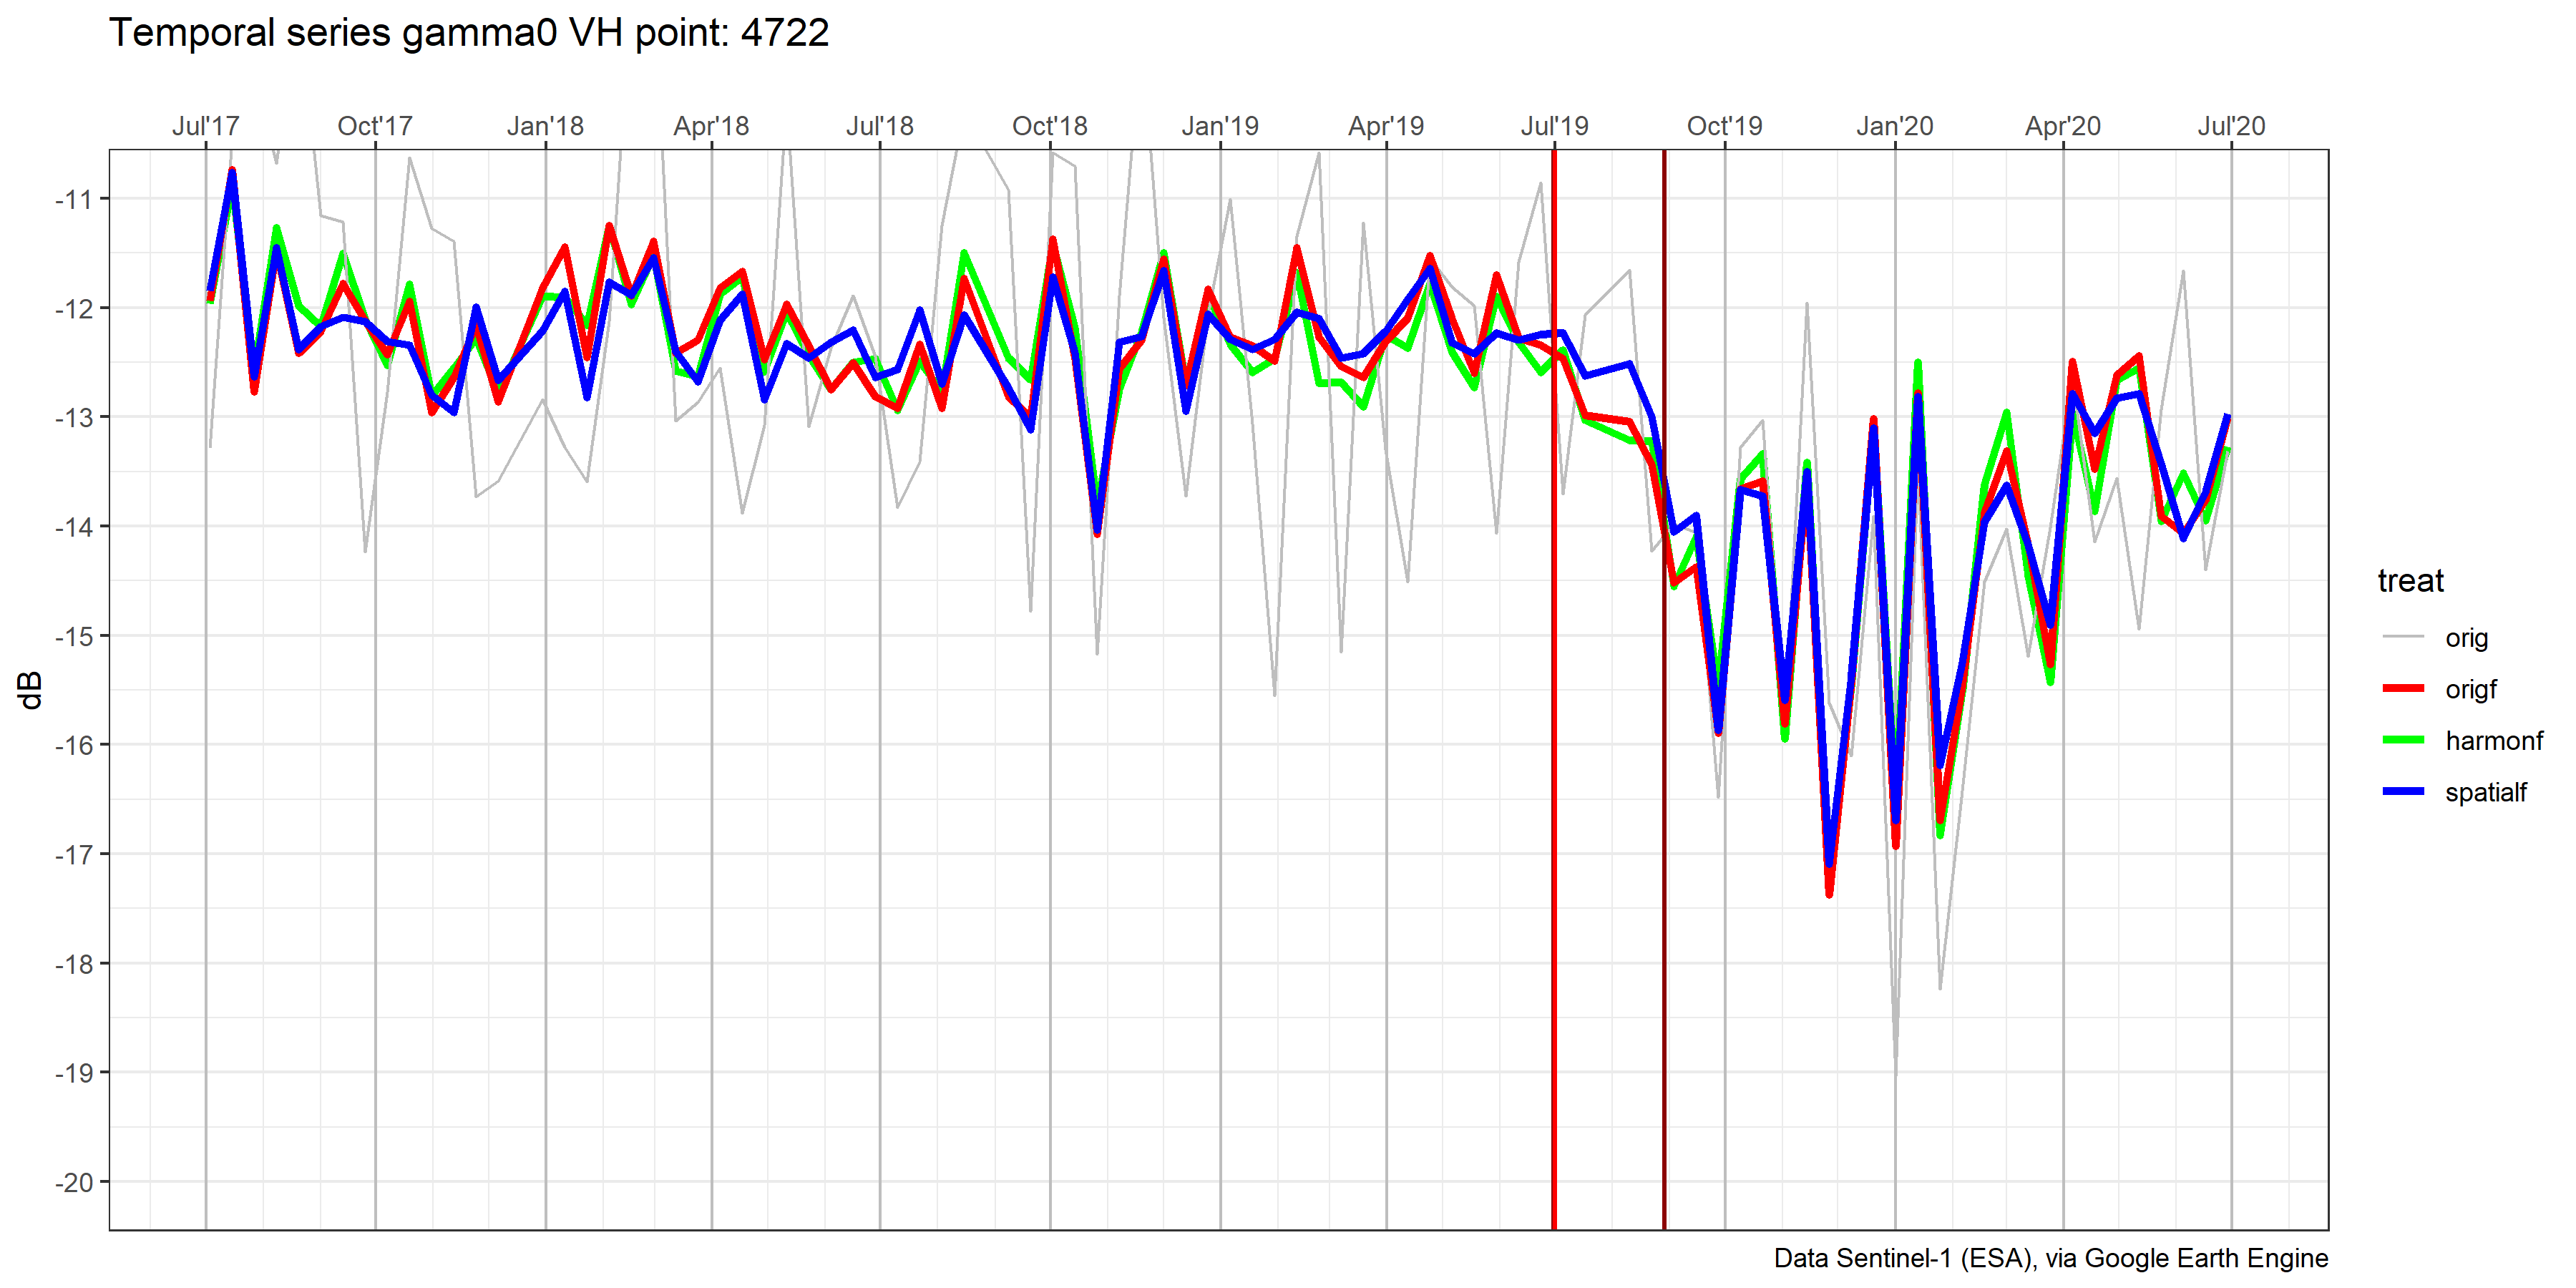 Temporal series gamma0 VH point: 4722
Jul'17 Oct'17 Jan'18 Apr'18 Jul'18 Oct'18 Jan'19 Apr'19 Jul'19 Oct'19 Jan'20 Apr'20 Jul'20
-11
-12
-13
-14
-15
-16
-17
-18
-19
-20
dB
treat
orig
origf
harmonf
spatialf
Data Sentinel-1 (ESA), via Google Earth Engine